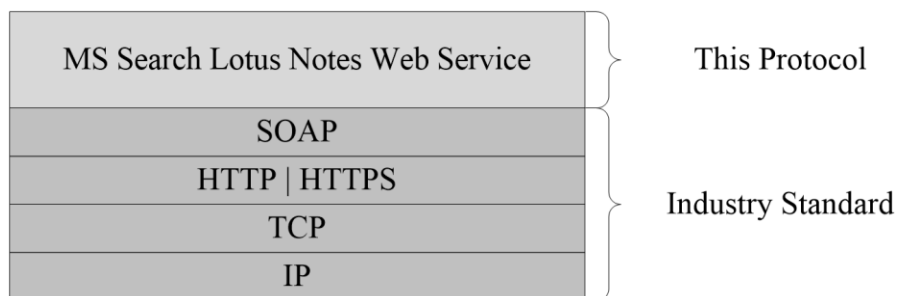 MS Search Lotus Notes Web Service
This Protocol
SOAP
HTTP | HTTPS
Industry Standard
TCP
IP